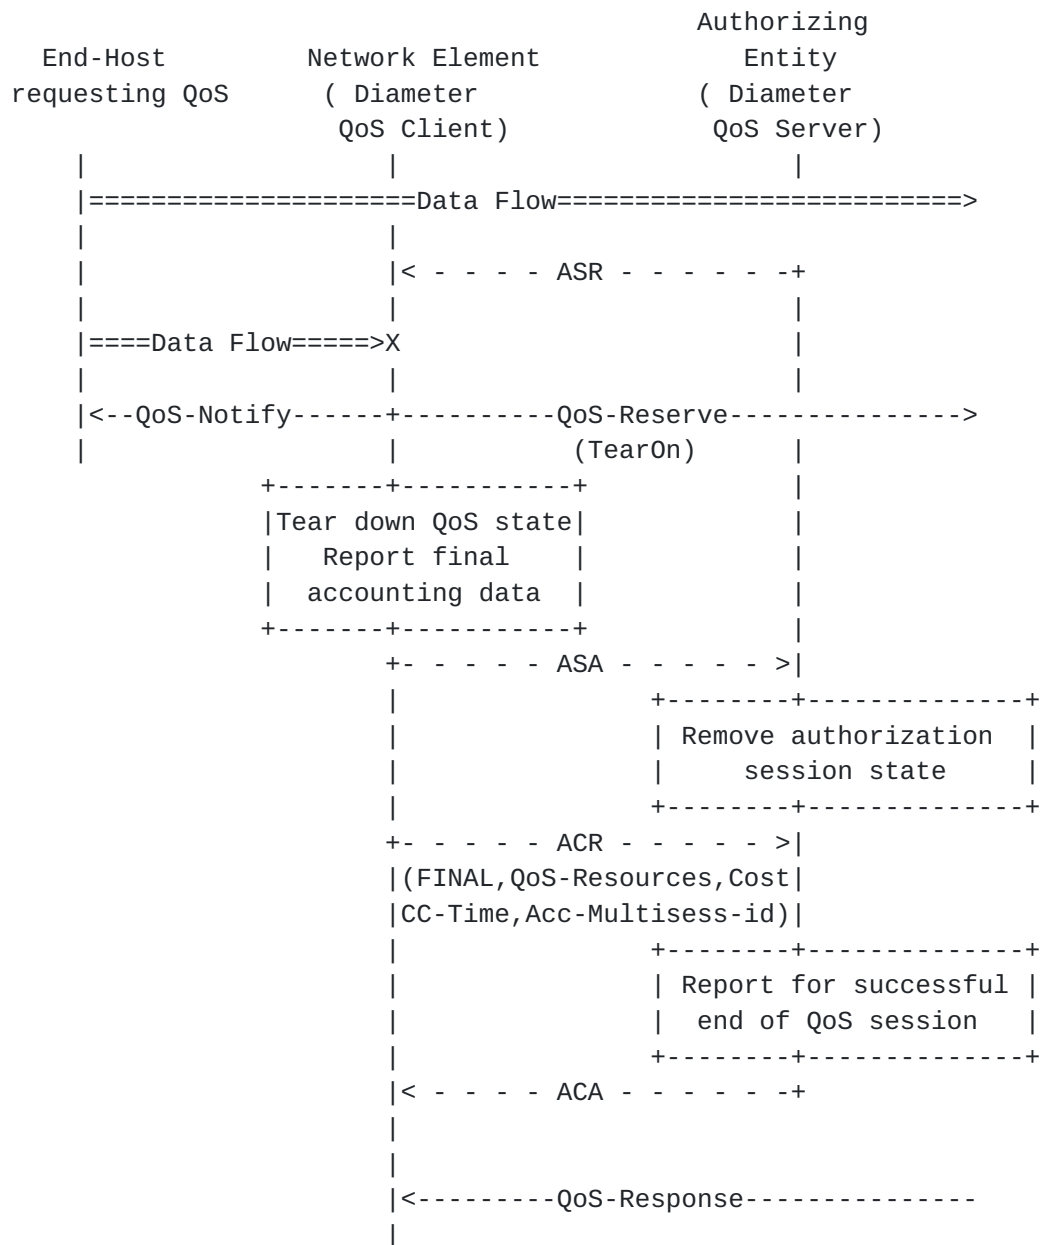 Authorizing
  End-Host         Network Element             Entity
requesting QoS      ( Diameter              ( Diameter
                     QoS Client)             QoS Server)
    |                   |                         |
    |=====================Data Flow==========================>
    |                   |
    |                   |< - - - - ASR - - - - - -+
    |                   |                         |
    |====Data Flow=====>X                         |
    |                   |                         |
    |<--QoS-Notify------+----------QoS-Reserve--------------->
    |                   |           (TearOn)      |
                +-------+-----------+             |
                |Tear down QoS state|             |
                |   Report final    |             |
                |  accounting data  |             |
                +-------+-----------+             |
                        +- - - - - ASA - - - - - >|
                        |                +--------+--------------+
                        |                | Remove authorization  |
                        |                |     session state     |
                        |                +--------+--------------+
                        +- - - - - ACR - - - - - >|
                        |(FINAL,QoS-Resources,Cost|
                        |CC-Time,Acc-Multisess-id)|
                        |                +--------+--------------+
                        |                | Report for successful |
                        |                |  end of QoS session   |
                        |                +--------+--------------+
                        |< - - - - ACA - - - - - -+
                        |
                        |
                        |<---------QoS-Response---------------
                        |